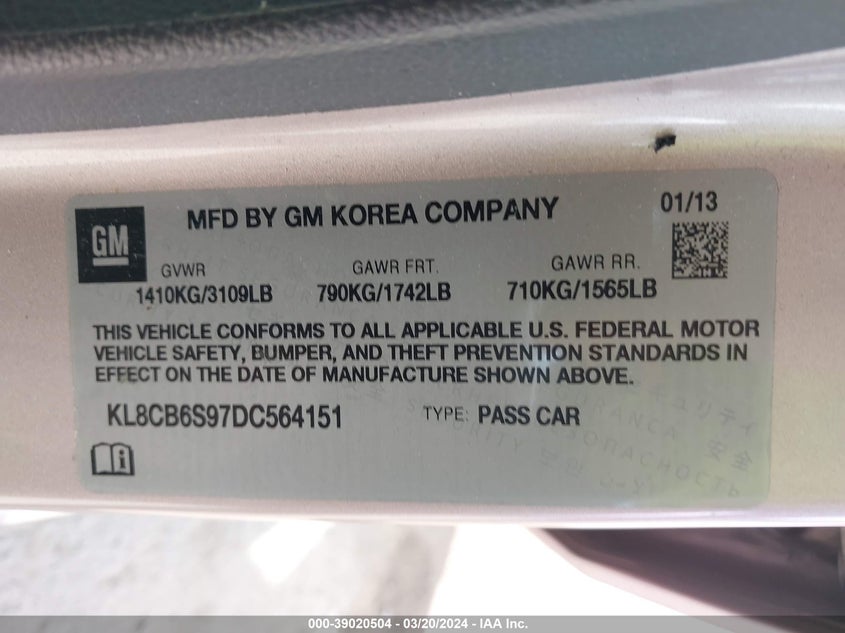 GM
MFD BY GM KOREA COMPANY
01/13
GVWR GAWR FRT. GAWR RR.
1410KG/3109LB 790KG/1742LB 710KG/1565LB
THIS VEHICLE CONFORMS TO ALL APPLICABLE U.S. FEDERAL MOTOR
VEHICLE SAFETY, BUMPER, AND THEFT PREVENTION STANDARDS IN
EFFECT ON THE DATE OF MANUFACTURE SHOWN ABOVE.
KL8CB6S97DC564151 TYPE: PASS CAR
000-39020504 - 03/20/2024 - IAA Inc.